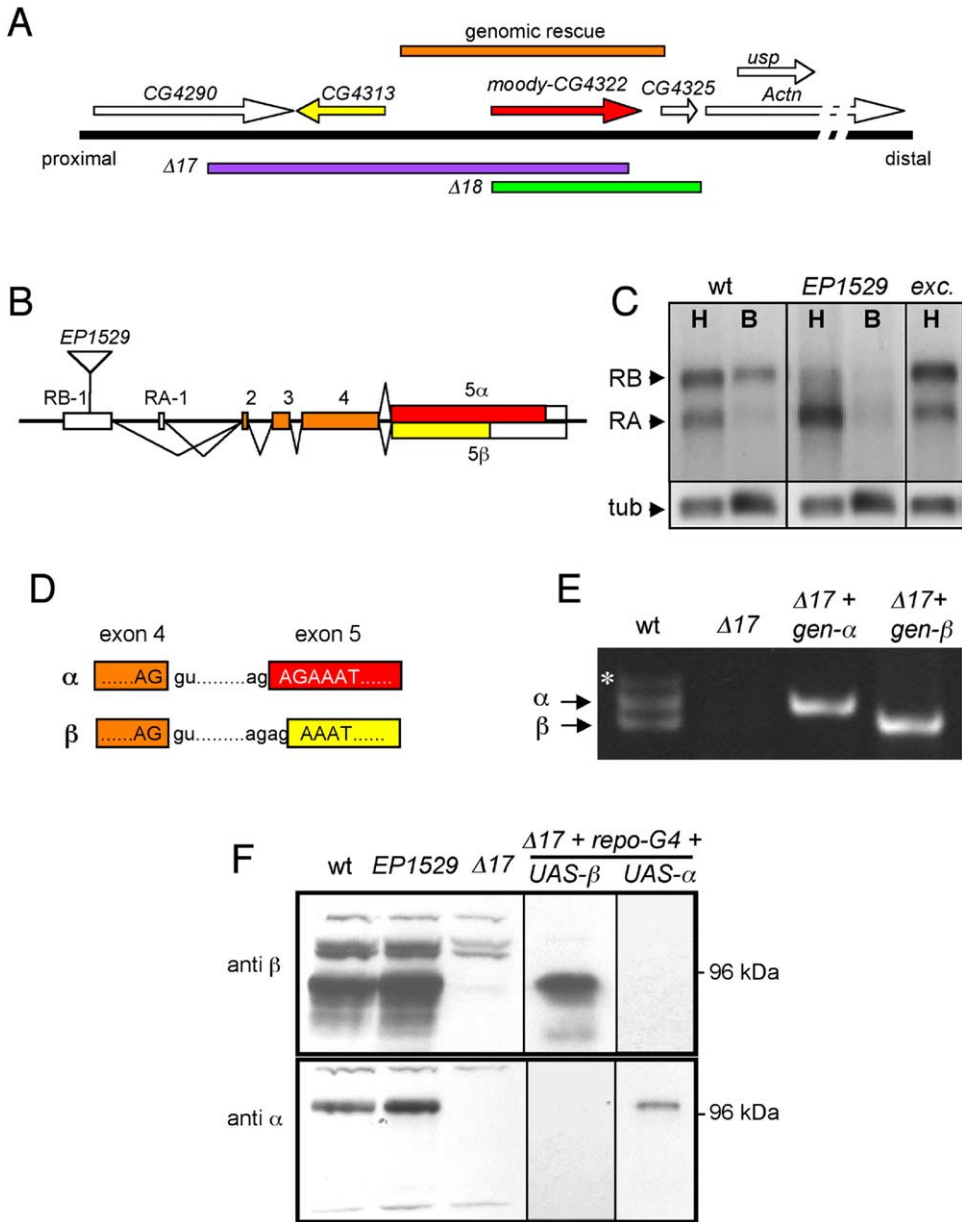 A
genomic rescue
CG4290
CG4313
moody-CG4322
CG4325
usp
Actn
proximal
distal
Δ17
Δ18
B
EP1529
RB-1
RA-1
2
3
4
5α
5β
C
wt EP1529 exc.
H B H B H
RB
RA
tub
D
exon 4 exon 5
α ......AG gu.........ag AGAAAT......
β ......AG gu.........agag AAAT......
E
wt Δ17 Δ17 + gen-α Δ17+ gen-β
*
α
β
F
Δ17 + repo-G4 +
wt EP1529 Δ17 UAS-β UAS-α
anti β
96 kDa
anti α
96 kDa